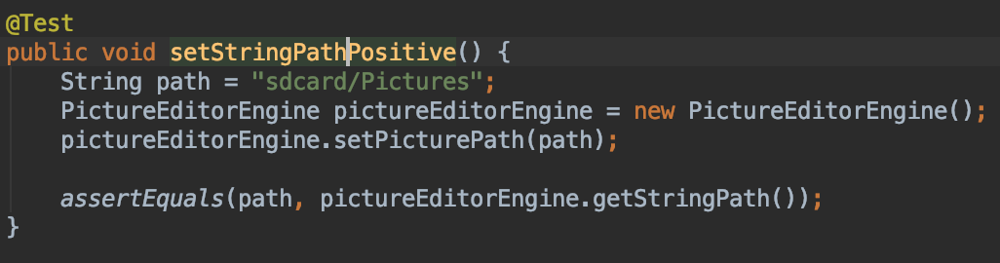 @Test
public void setStringPathPositive() {
    String path = "sdcard/Pictures";
    PictureEditorEngine pictureEditorEngine = new PictureEditorEngine();
    pictureEditorEngine.setPicturePath(path);

    assertEquals(path, pictureEditorEngine.getStringPath());
}